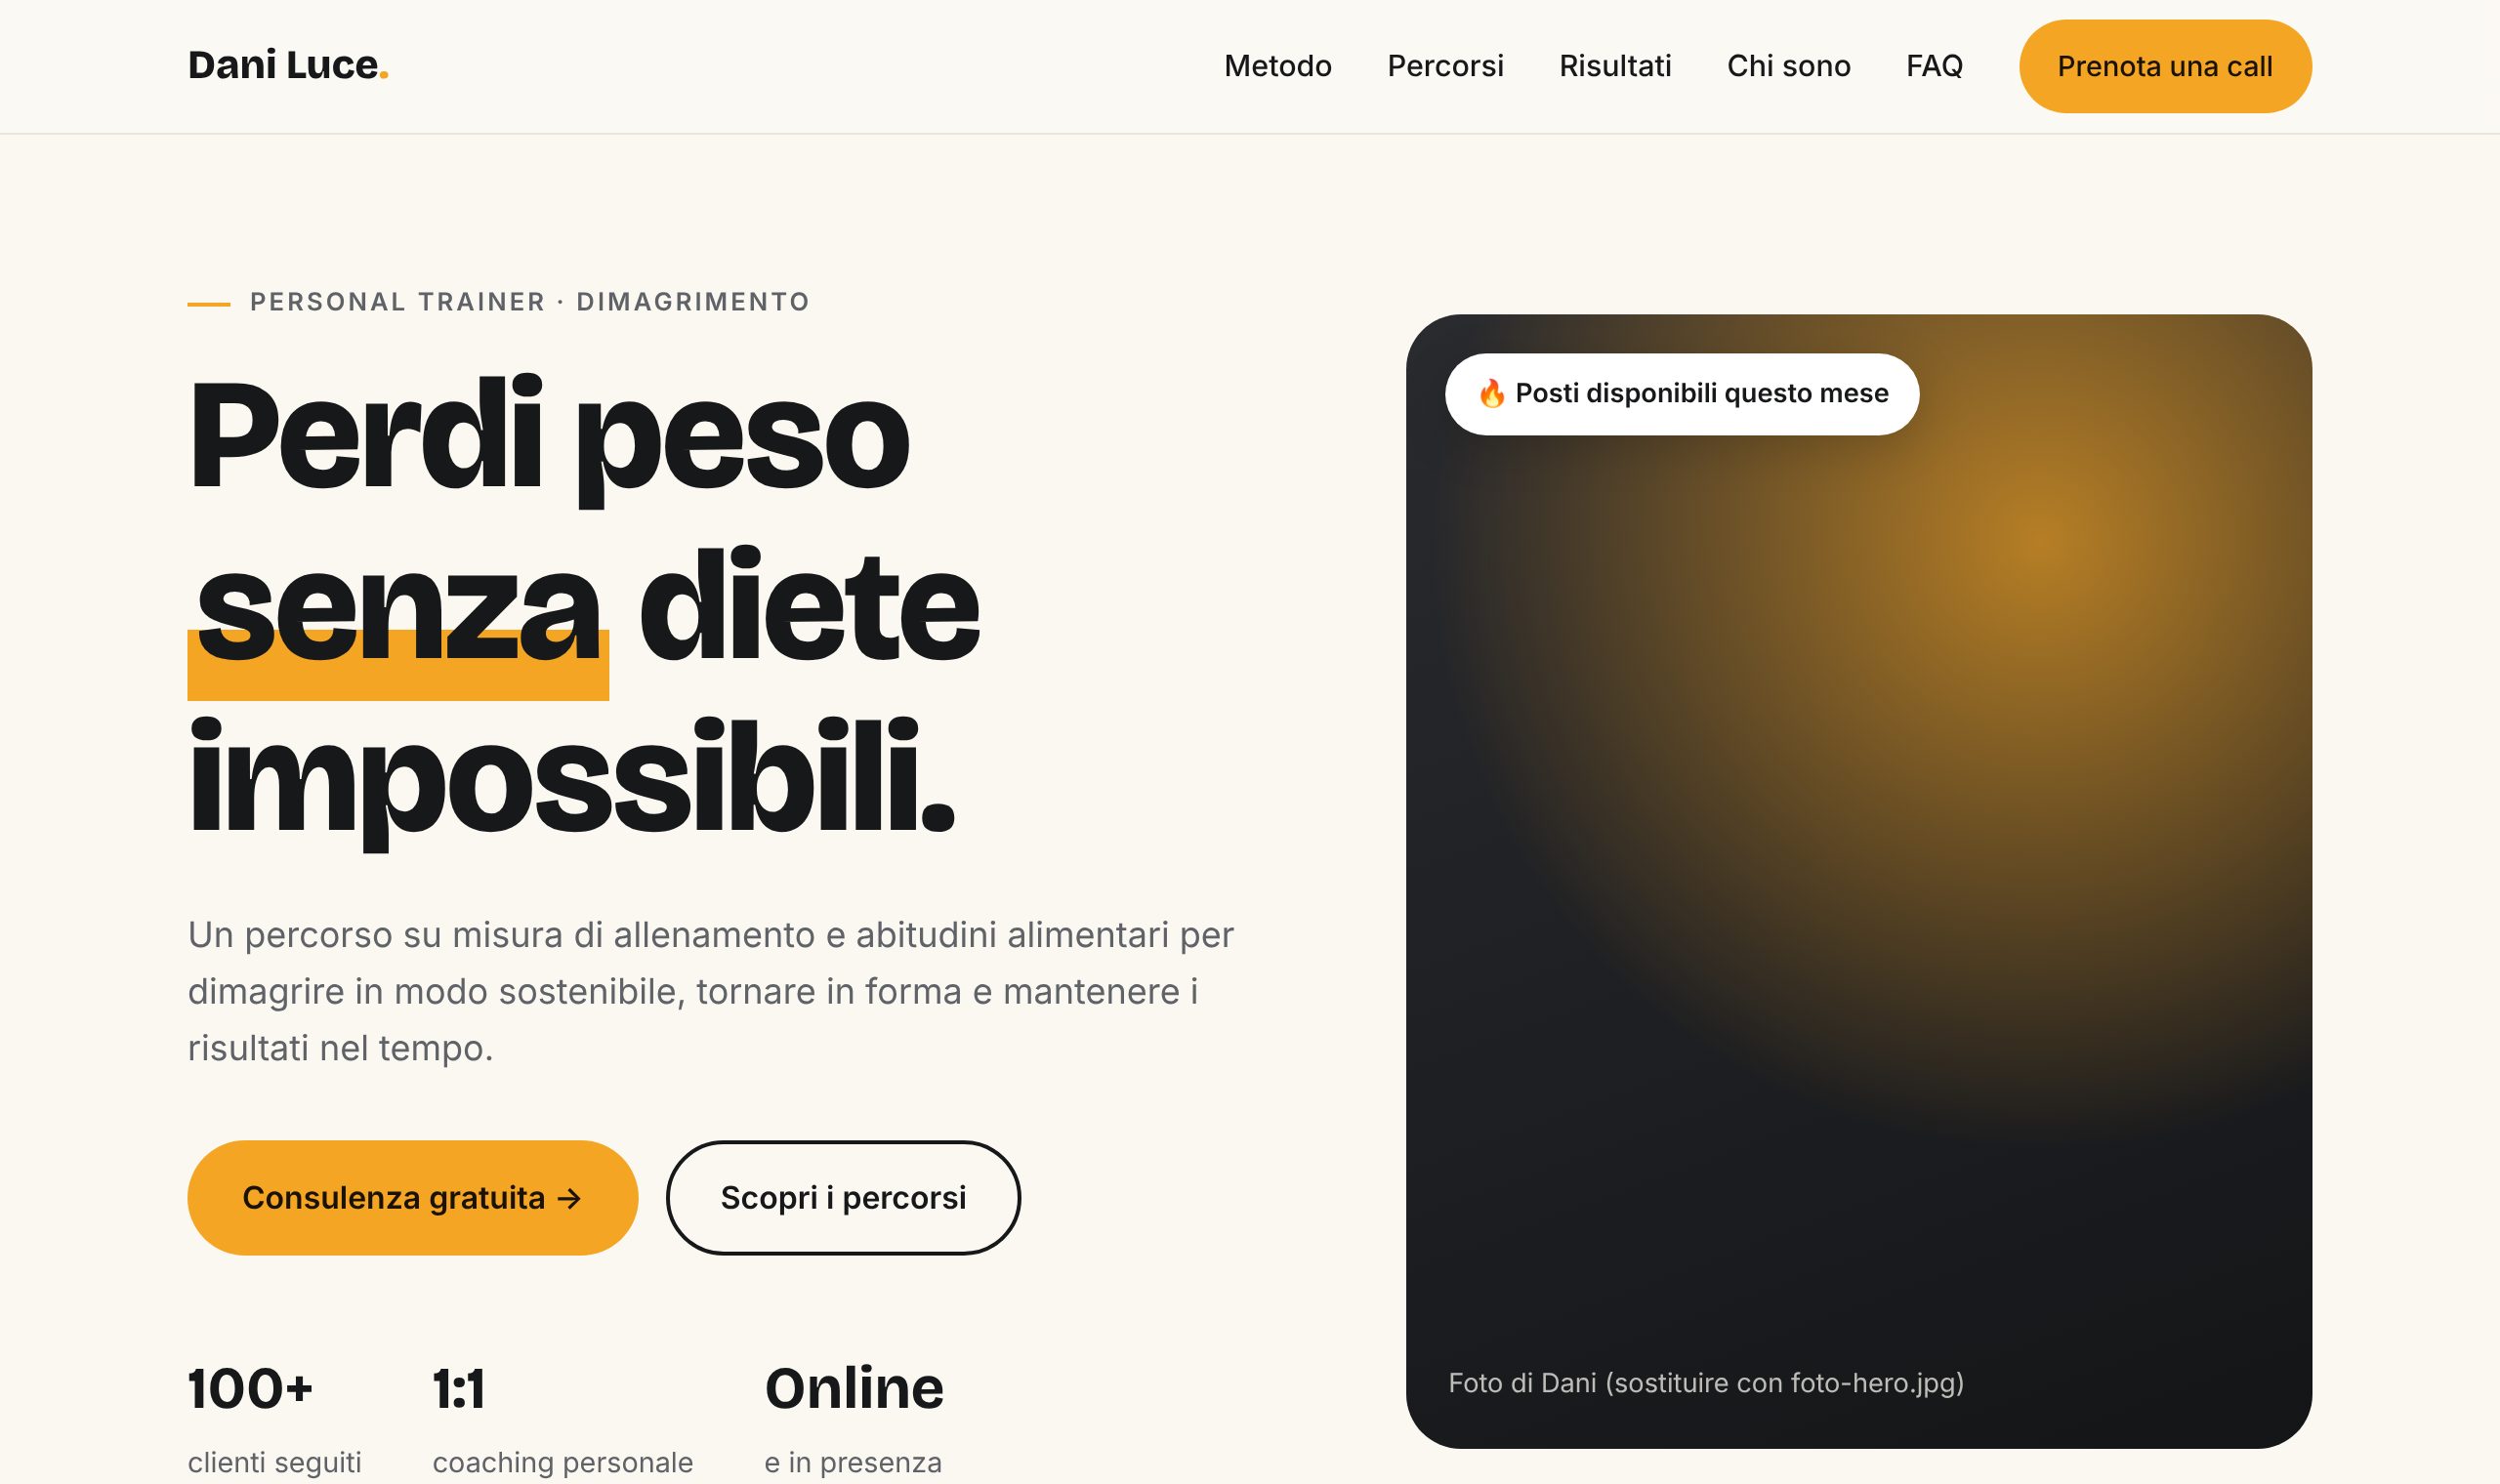 Dani Luce.
Metodo Percorsi Risultati Chi sono FAQ Prenota una call
PERSONAL TRAINER · DIMAGRIMENTO
Perdi peso
senza diete
impossibili.
Un percorso su misura di allenamento e abitudini alimentari per
dimagrire in modo sostenibile, tornare in forma e mantenere i
risultati nel tempo.
Consulenza gratuita →
Scopri i percorsi
100+
clienti seguiti
1:1
coaching personale
Online
e in presenza
🔥 Posti disponibili questo mese
Foto di Dani (sostituire con foto-hero.jpg)